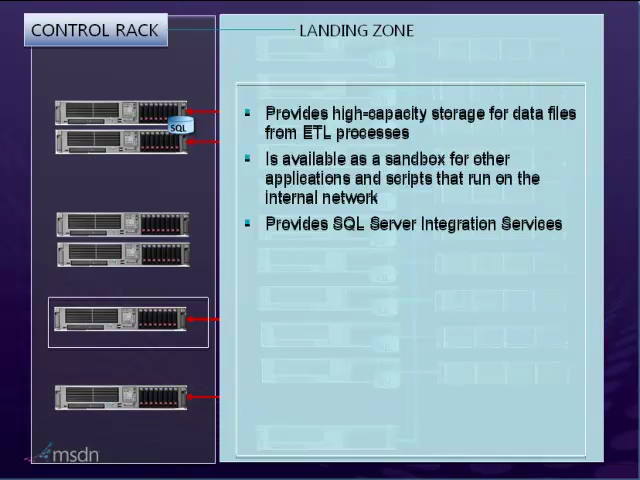 CONTROL RACK
LANDING ZONE
Provides high-capacity storage for data files
from ETL processes
Is available as a sandbox for other
applications and scripts that run on the
internal network
Provides SQL Server Integration Services
SQL
msdn